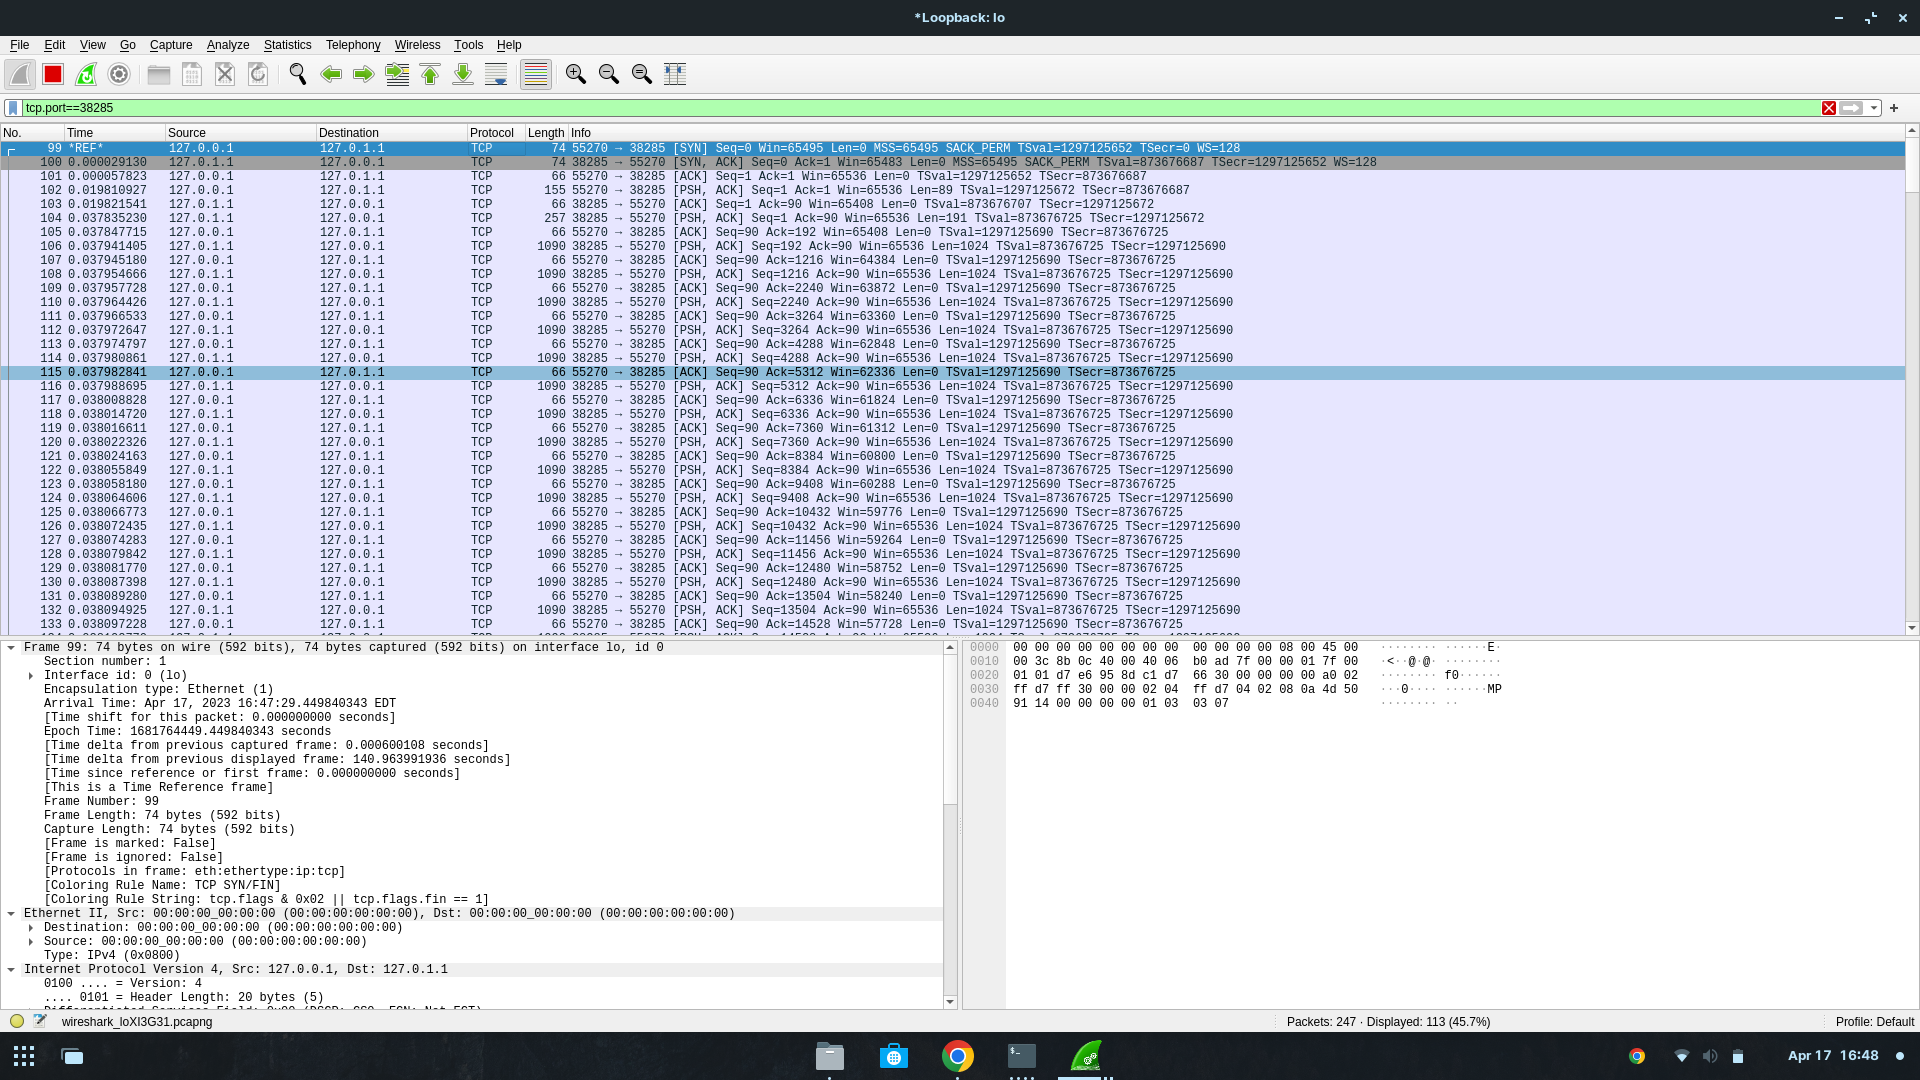 *Loopback: lo
File Edit View Go Capture Analyze Statistics Telephony Wireless Tools Help
tcp.port==38285
No. Time Source Destination Protocol Length Info
99 *REF* 127.0.0.1 127.0.1.1 TCP 74 55270 → 38285 [SYN] Seq=0 Win=65495 Len=0 MSS=65495 SACK_PERM TSval=1297125652 TSecr=0 WS=128
100 0.000029130 127.0.1.1 127.0.0.1 TCP 74 38285 → 55270 [SYN, ACK] Seq=0 Ack=1 Win=65483 Len=0 MSS=65495 SACK_PERM TSval=873676687 TSecr=1297125652 WS=128
101 0.000057823 127.0.0.1 127.0.1.1 TCP 66 55270 → 38285 [ACK] Seq=1 Ack=1 Win=65536 Len=0 TSval=1297125652 TSecr=873676687
102 0.019810927 127.0.0.1 127.0.1.1 TCP 155 55270 → 38285 [PSH, ACK] Seq=1 Ack=1 Win=65536 Len=89 TSval=1297125672 TSecr=873676687
103 0.019821541 127.0.1.1 127.0.0.1 TCP 66 38285 → 55270 [ACK] Seq=1 Ack=90 Win=65408 Len=0 TSval=873676707 TSecr=1297125672
104 0.037835230 127.0.1.1 127.0.0.1 TCP 257 38285 → 55270 [PSH, ACK] Seq=1 Ack=90 Win=65536 Len=191 TSval=873676725 TSecr=1297125672
105 0.037847715 127.0.0.1 127.0.1.1 TCP 66 55270 → 38285 [ACK] Seq=90 Ack=192 Win=65408 Len=0 TSval=1297125690 TSecr=873676725
106 0.037941405 127.0.1.1 127.0.0.1 TCP 1090 38285 → 55270 [PSH, ACK] Seq=192 Ack=90 Win=65536 Len=1024 TSval=873676725 TSecr=1297125690
107 0.037945180 127.0.0.1 127.0.1.1 TCP 66 55270 → 38285 [ACK] Seq=90 Ack=1216 Win=64384 Len=0 TSval=1297125690 TSecr=873676725
108 0.037954666 127.0.1.1 127.0.0.1 TCP 1090 38285 → 55270 [PSH, ACK] Seq=1216 Ack=90 Win=65536 Len=1024 TSval=873676725 TSecr=1297125690
109 0.037957728 127.0.0.1 127.0.1.1 TCP 66 55270 → 38285 [ACK] Seq=90 Ack=2240 Win=63872 Len=0 TSval=1297125690 TSecr=873676725
110 0.037964426 127.0.1.1 127.0.0.1 TCP 1090 38285 → 55270 [PSH, ACK] Seq=2240 Ack=90 Win=65536 Len=1024 TSval=873676725 TSecr=1297125690
111 0.037966533 127.0.0.1 127.0.1.1 TCP 66 55270 → 38285 [ACK] Seq=90 Ack=3264 Win=63360 Len=0 TSval=1297125690 TSecr=873676725
112 0.037972647 127.0.1.1 127.0.0.1 TCP 1090 38285 → 55270 [PSH, ACK] Seq=3264 Ack=90 Win=65536 Len=1024 TSval=873676725 TSecr=1297125690
113 0.037974797 127.0.0.1 127.0.1.1 TCP 66 55270 → 38285 [ACK] Seq=90 Ack=4288 Win=62848 Len=0 TSval=1297125690 TSecr=873676725
114 0.037980861 127.0.1.1 127.0.0.1 TCP 1090 38285 → 55270 [PSH, ACK] Seq=4288 Ack=90 Win=65536 Len=1024 TSval=873676725 TSecr=1297125690
115 0.037982841 127.0.0.1 127.0.1.1 TCP 66 55270 → 38285 [ACK] Seq=90 Ack=5312 Win=62336 Len=0 TSval=1297125690 TSecr=873676725
116 0.037988695 127.0.1.1 127.0.0.1 TCP 1090 38285 → 55270 [PSH, ACK] Seq=5312 Ack=90 Win=65536 Len=1024 TSval=873676725 TSecr=1297125690
117 0.038008828 127.0.0.1 127.0.1.1 TCP 66 55270 → 38285 [ACK] Seq=90 Ack=6336 Win=61824 Len=0 TSval=1297125690 TSecr=873676725
118 0.038014720 127.0.1.1 127.0.0.1 TCP 1090 38285 → 55270 [PSH, ACK] Seq=6336 Ack=90 Win=65536 Len=1024 TSval=873676725 TSecr=1297125690
119 0.038016611 127.0.0.1 127.0.1.1 TCP 66 55270 → 38285 [ACK] Seq=90 Ack=7360 Win=61312 Len=0 TSval=1297125690 TSecr=873676725
120 0.038022326 127.0.1.1 127.0.0.1 TCP 1090 38285 → 55270 [PSH, ACK] Seq=7360 Ack=90 Win=65536 Len=1024 TSval=873676725 TSecr=1297125690
121 0.038024163 127.0.0.1 127.0.1.1 TCP 66 55270 → 38285 [ACK] Seq=90 Ack=8384 Win=60800 Len=0 TSval=1297125690 TSecr=873676725
122 0.038055849 127.0.1.1 127.0.0.1 TCP 1090 38285 → 55270 [PSH, ACK] Seq=8384 Ack=90 Win=65536 Len=1024 TSval=873676725 TSecr=1297125690
123 0.038058180 127.0.0.1 127.0.1.1 TCP 66 55270 → 38285 [ACK] Seq=90 Ack=9408 Win=60288 Len=0 TSval=1297125690 TSecr=873676725
124 0.038064606 127.0.1.1 127.0.0.1 TCP 1090 38285 → 55270 [PSH, ACK] Seq=9408 Ack=90 Win=65536 Len=1024 TSval=873676725 TSecr=1297125690
125 0.038066773 127.0.0.1 127.0.1.1 TCP 66 55270 → 38285 [ACK] Seq=90 Ack=10432 Win=59776 Len=0 TSval=1297125690 TSecr=873676725
126 0.038072435 127.0.1.1 127.0.0.1 TCP 1090 38285 → 55270 [PSH, ACK] Seq=10432 Ack=90 Win=65536 Len=1024 TSval=873676725 TSecr=1297125690
127 0.038074283 127.0.0.1 127.0.1.1 TCP 66 55270 → 38285 [ACK] Seq=90 Ack=11456 Win=59264 Len=0 TSval=1297125690 TSecr=873676725
128 0.038079842 127.0.1.1 127.0.0.1 TCP 1090 38285 → 55270 [PSH, ACK] Seq=11456 Ack=90 Win=65536 Len=1024 TSval=873676725 TSecr=1297125690
129 0.038081770 127.0.0.1 127.0.1.1 TCP 66 55270 → 38285 [ACK] Seq=90 Ack=12480 Win=58752 Len=0 TSval=1297125690 TSecr=873676725
130 0.038087398 127.0.1.1 127.0.0.1 TCP 1090 38285 → 55270 [PSH, ACK] Seq=12480 Ack=90 Win=65536 Len=1024 TSval=873676725 TSecr=1297125690
131 0.038089280 127.0.0.1 127.0.1.1 TCP 66 55270 → 38285 [ACK] Seq=90 Ack=13504 Win=58240 Len=0 TSval=1297125690 TSecr=873676725
132 0.038094925 127.0.1.1 127.0.0.1 TCP 1090 38285 → 55270 [PSH, ACK] Seq=13504 Ack=90 Win=65536 Len=1024 TSval=873676725 TSecr=1297125690
133 0.038097228 127.0.0.1 127.0.1.1 TCP 66 55270 → 38285 [ACK] Seq=90 Ack=14528 Win=57728 Len=0 TSval=1297125690 TSecr=873676725
Frame 99: 74 bytes on wire (592 bits), 74 bytes captured (592 bits) on interface lo, id 0
Section number: 1
Interface id: 0 (lo)
Encapsulation type: Ethernet (1)
Arrival Time: Apr 17, 2023 16:47:29.449840343 EDT
[Time shift for this packet: 0.000000000 seconds]
Epoch Time: 1681764449.449840343 seconds
[Time delta from previous captured frame: 0.000600108 seconds]
[Time delta from previous displayed frame: 140.963991936 seconds]
[Time since reference or first frame: 0.000000000 seconds]
[This is a Time Reference frame]
Frame Number: 99
Frame Length: 74 bytes (592 bits)
Capture Length: 74 bytes (592 bits)
[Frame is marked: False]
[Frame is ignored: False]
[Protocols in frame: eth:ethertype:ip:tcp]
[Coloring Rule Name: TCP SYN/FIN]
[Coloring Rule String: tcp.flags & 0x02 || tcp.flags.fin == 1]
Ethernet II, Src: 00:00:00_00:00:00 (00:00:00:00:00:00), Dst: 00:00:00_00:00:00 (00:00:00:00:00:00)
Destination: 00:00:00_00:00:00 (00:00:00:00:00:00)
Source: 00:00:00_00:00:00 (00:00:00:00:00:00)
Type: IPv4 (0x0800)
Internet Protocol Version 4, Src: 127.0.0.1, Dst: 127.0.1.1
0100 .... = Version: 4
.... 0101 = Header Length: 20 bytes (5)
0000 00 00 00 00 00 00 00 00 00 00 00 00 08 00 45 00 ········ ······E·
0010 00 3c 8b 0c 40 00 40 06 b0 ad 7f 00 00 01 7f 00 ·<··@·@· ········
0020 01 01 d7 e6 95 8d c1 d7 66 30 00 00 00 00 a0 02 ········ f0······
0030 ff d7 ff 30 00 00 02 04 ff d7 04 02 08 0a 4d 50 ···0···· ······MP
0040 91 14 00 00 00 00 01 03 03 07 ········ ··
wireshark_loXI3G31.pcapng
Packets: 247 · Displayed: 113 (45.7%)
Profile: Default
Apr 17 16:48